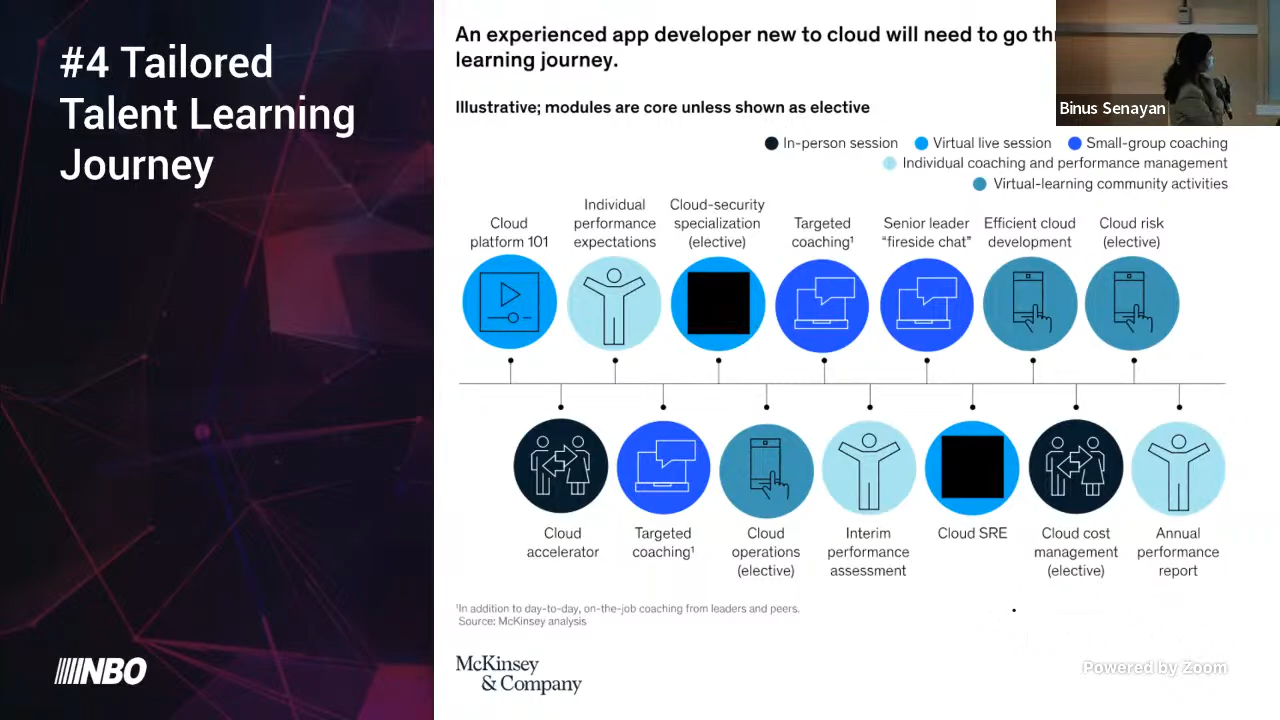 #4 Tailored
Talent Learning
Journey
An experienced app developer new to cloud will need to go
learning journey.
Illustrative; modules are core unless shown as elective
Binus Senayan
In-person session
Virtual live session
Small-group coaching
Individual coaching and performance management
Virtual-learning community activities
Cloud
platform 101
Individual
performance
expectations
Cloud-security
specialization
(elective)
Targeted
coaching¹
Senior leader
“fireside chat”
Efficient cloud
development
Cloud risk
(elective)
Cloud
accelerator
Targeted
coaching¹
Cloud
operations
(elective)
Interim
performance
assessment
Cloud SRE
Cloud cost
management
(elective)
Annual
performance
report
¹In addition to day-to-day, on-the-job coaching from leaders and peers.
Source: McKinsey analysis
NBO
McKinsey
& Company
Powered by Zoom